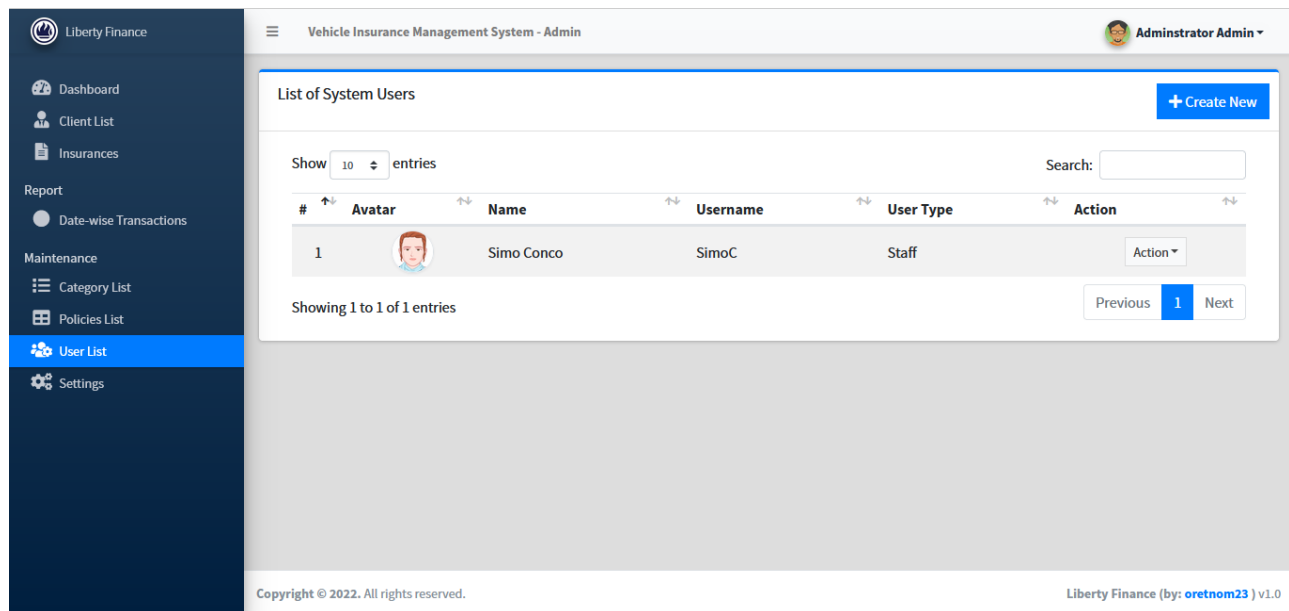 Liberty Finance
Vehicle Insurance Management System - Admin
Adminstrator Admin
Dashboard
Client List
Insurances
Report
Date-wise Transactions
Maintenance
Category List
Policies List
User List
Settings
List of System Users
Create New
Show 10 entries
Search:
# Avatar Name Username User Type Action
1 Simo Conco SimoC Staff Action
Showing 1 to 1 of 1 entries
Previous 1 Next
Copyright © 2022. All rights reserved.
Liberty Finance (by: oretnom23 ) v1.0